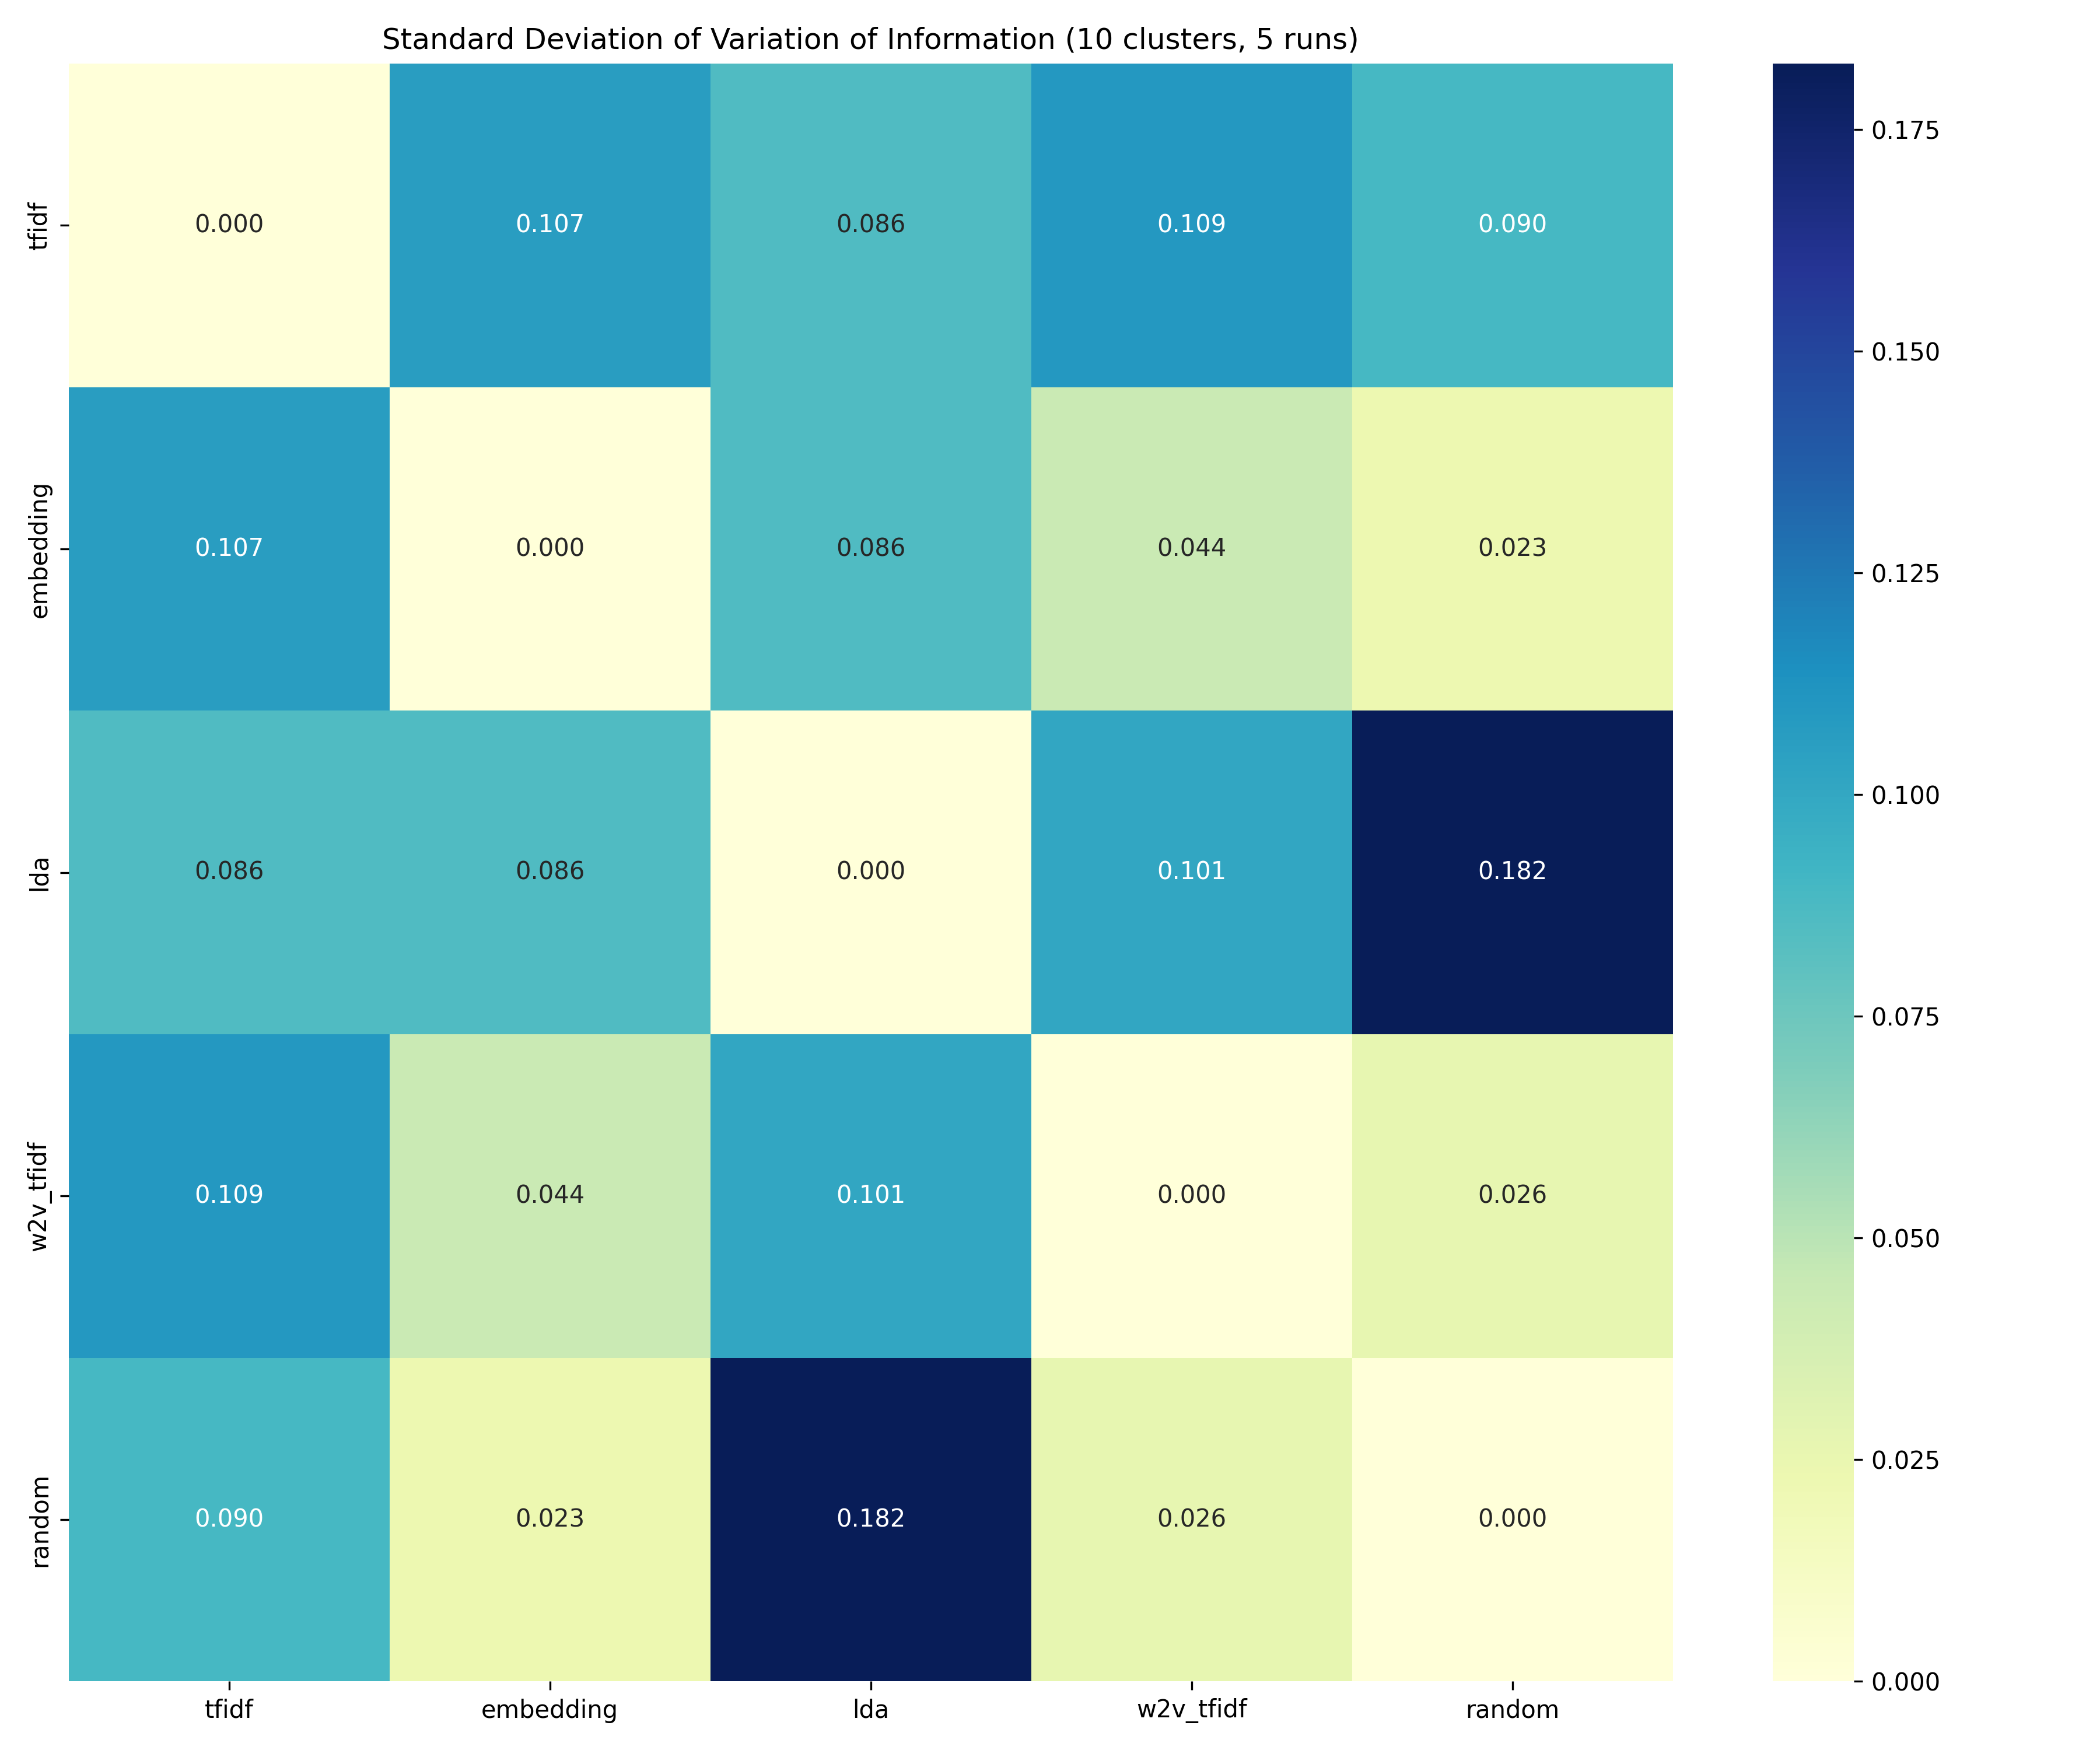 Standard Deviation of Variation of Information (10 clusters, 5 runs)
tfidf
0.000 0.107 0.086 0.109 0.090
embedding
0.107 0.000 0.086 0.044 0.023
lda
0.086 0.086 0.000 0.101 0.182
w2v_tfidf
0.109 0.044 0.101 0.000 0.026
random
0.090 0.023 0.182 0.026 0.000
tfidf embedding lda w2v_tfidf random
0.175
0.150
0.125
0.100
0.075
0.050
0.025
0.000